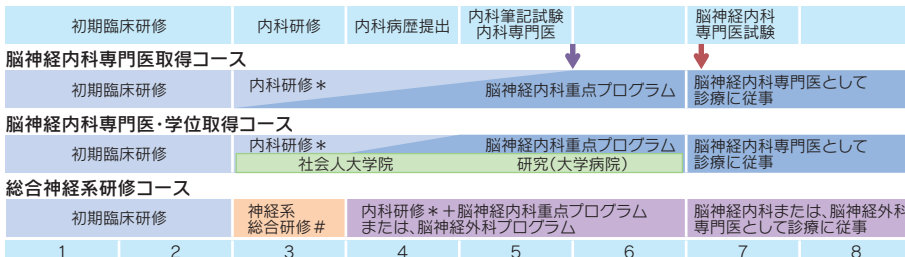 初期臨床研修 内科研修 内科病歴提出 内科筆記試験 内科専門医 脳神経内科 専門医試験
脳神経内科専門医取得コース
初期臨床研修 内科研修* 脳神経内科重点プログラム 脳神経内科専門医として 診療に従事
脳神経内科専門医・学位取得コース
初期臨床研修 内科研修* 脳神経内科重点プログラム 脳神経内科専門医として 診療に従事
社会人大学院 研究(大学病院)
総合神経系研修コース
初期臨床研修 神経系 総合研修# 内科研修*+脳神経内科重点プログラム または、脳神経外科プログラム 脳神経内科または、脳神経外科 専門医として診療に従事
1 2 3 4 5 6 7 8